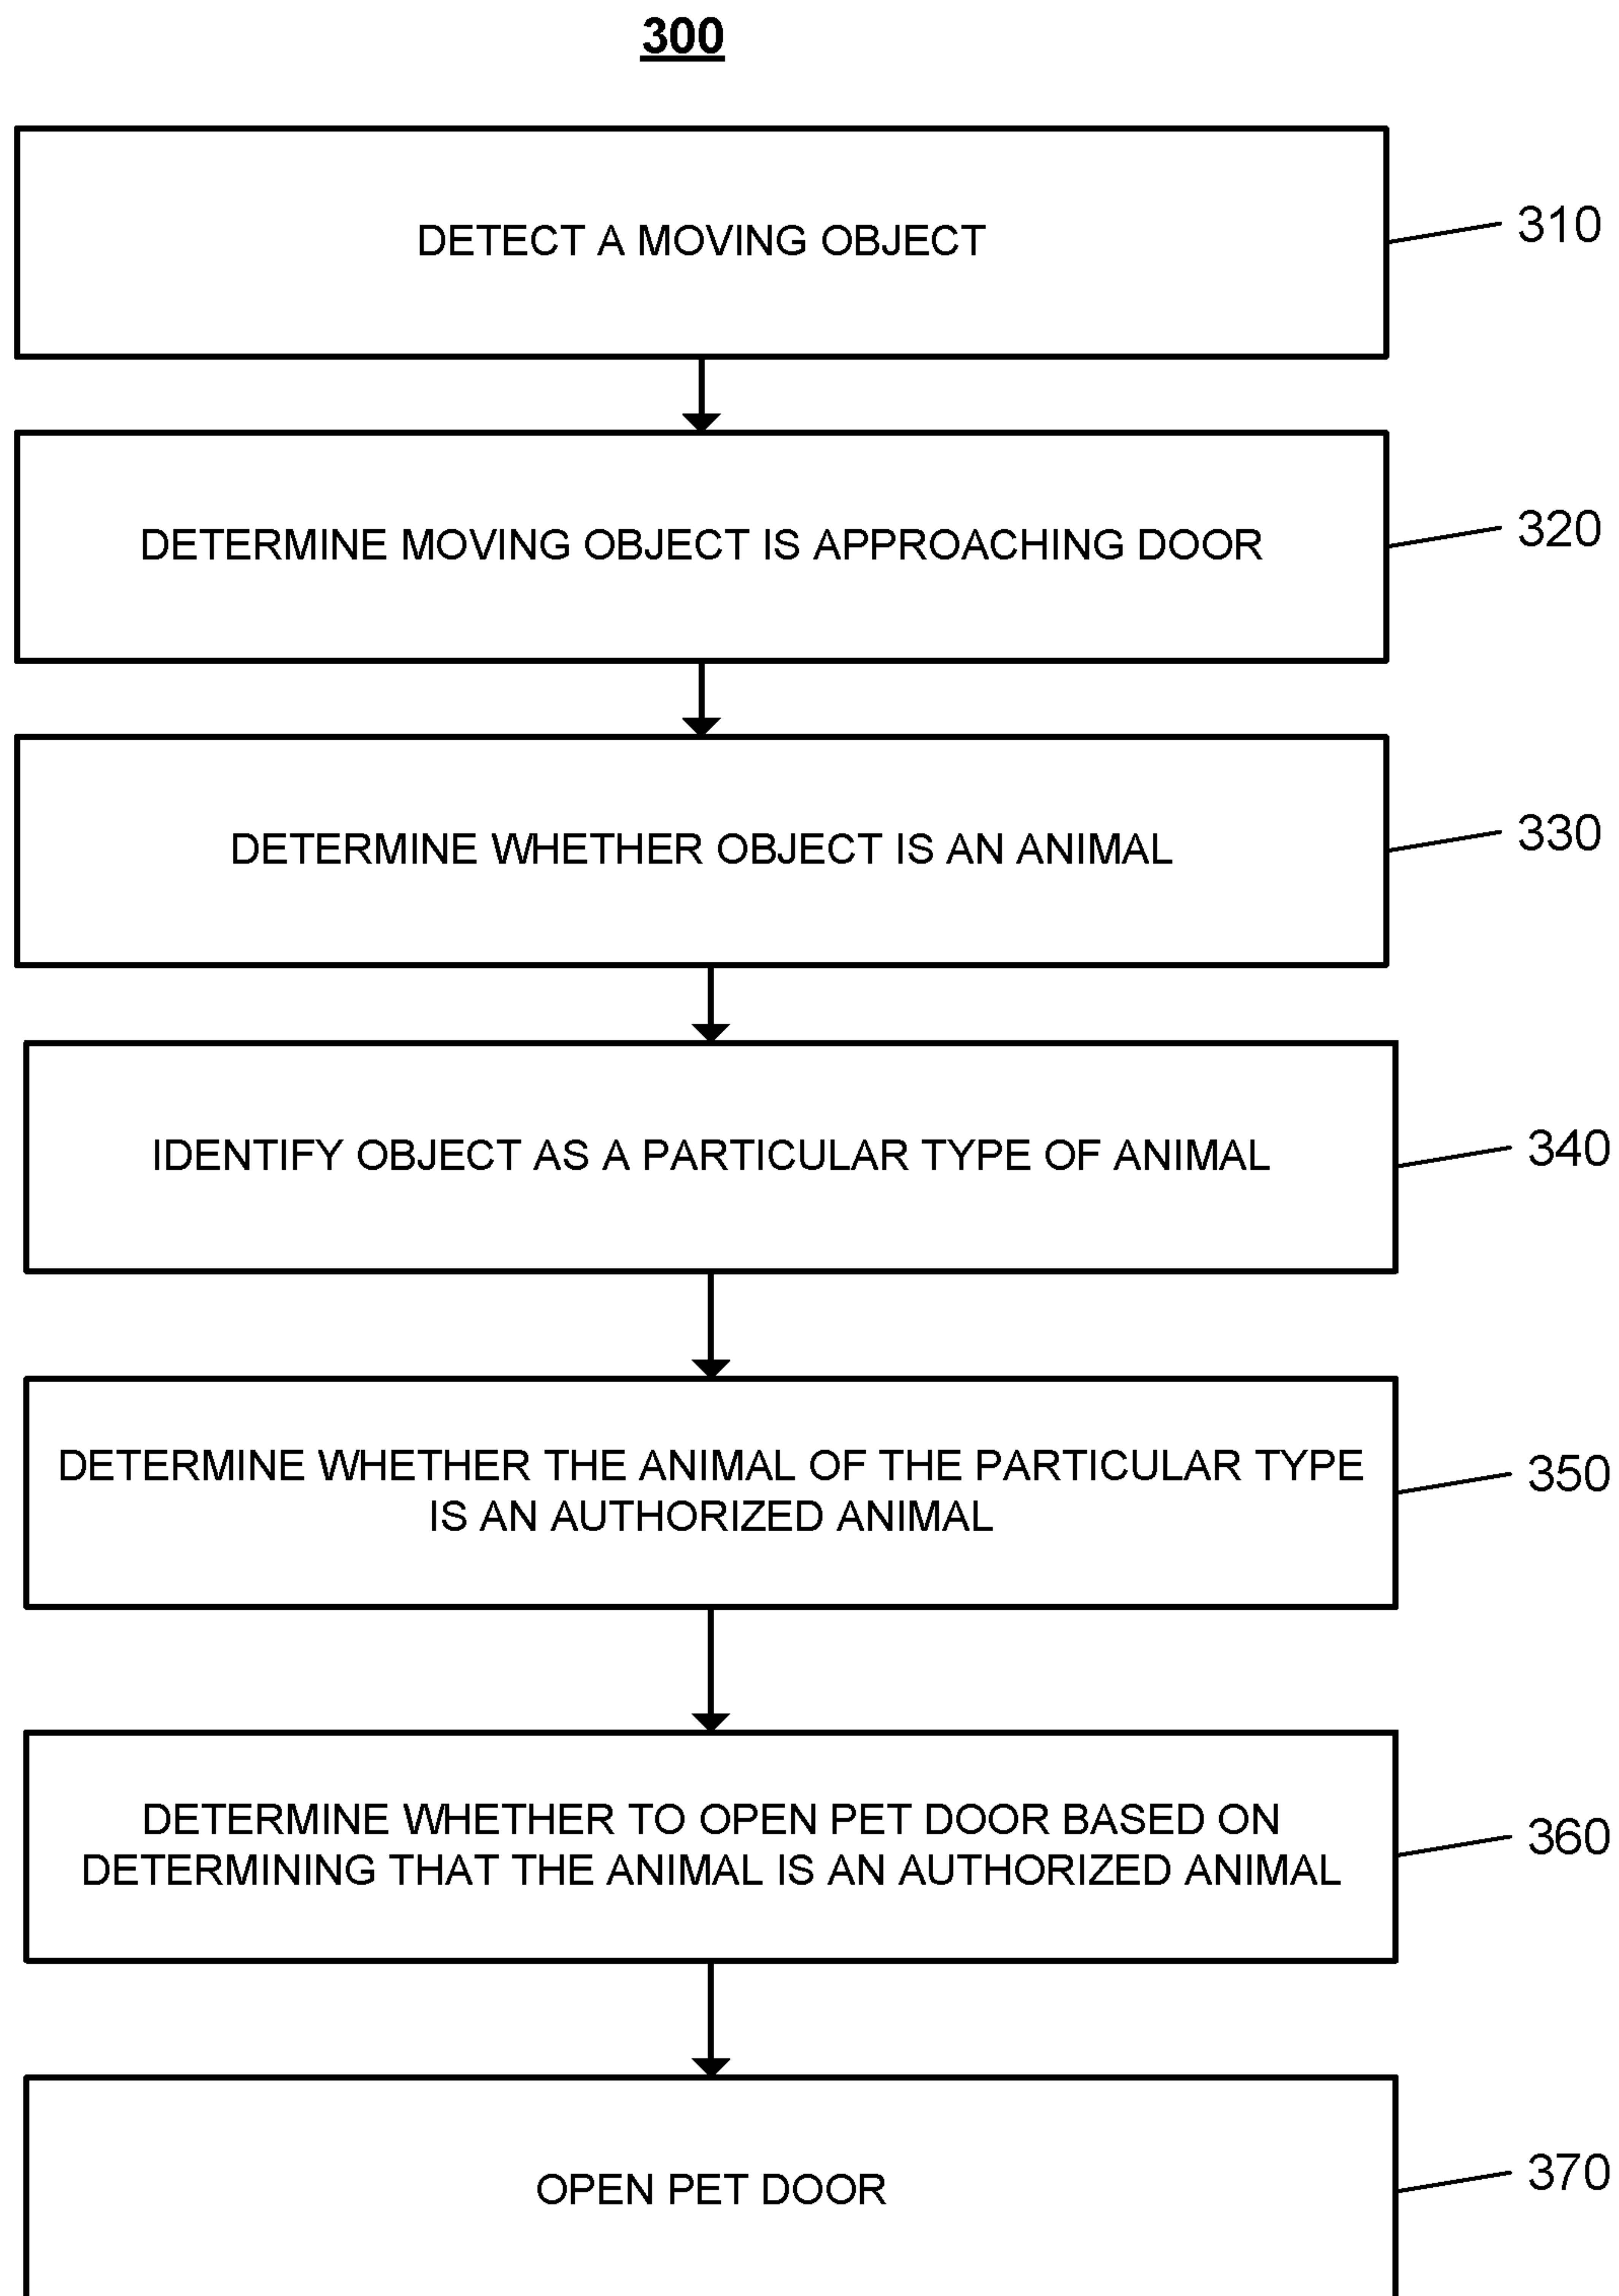 300
DETECT A MOVING OBJECT
310
DETERMINE MOVING OBJECT IS APPROACHING DOOR
320
DETERMINE WHETHER OBJECT IS AN ANIMAL
330
IDENTIFY OBJECT AS A PARTICULAR TYPE OF ANIMAL
340
DETERMINE WHETHER THE ANIMAL OF THE PARTICULAR TYPE
IS AN AUTHORIZED ANIMAL
350
DETERMINE WHETHER TO OPEN PET DOOR BASED ON
DETERMINING THAT THE ANIMAL IS AN AUTHORIZED ANIMAL
360
OPEN PET DOOR
370